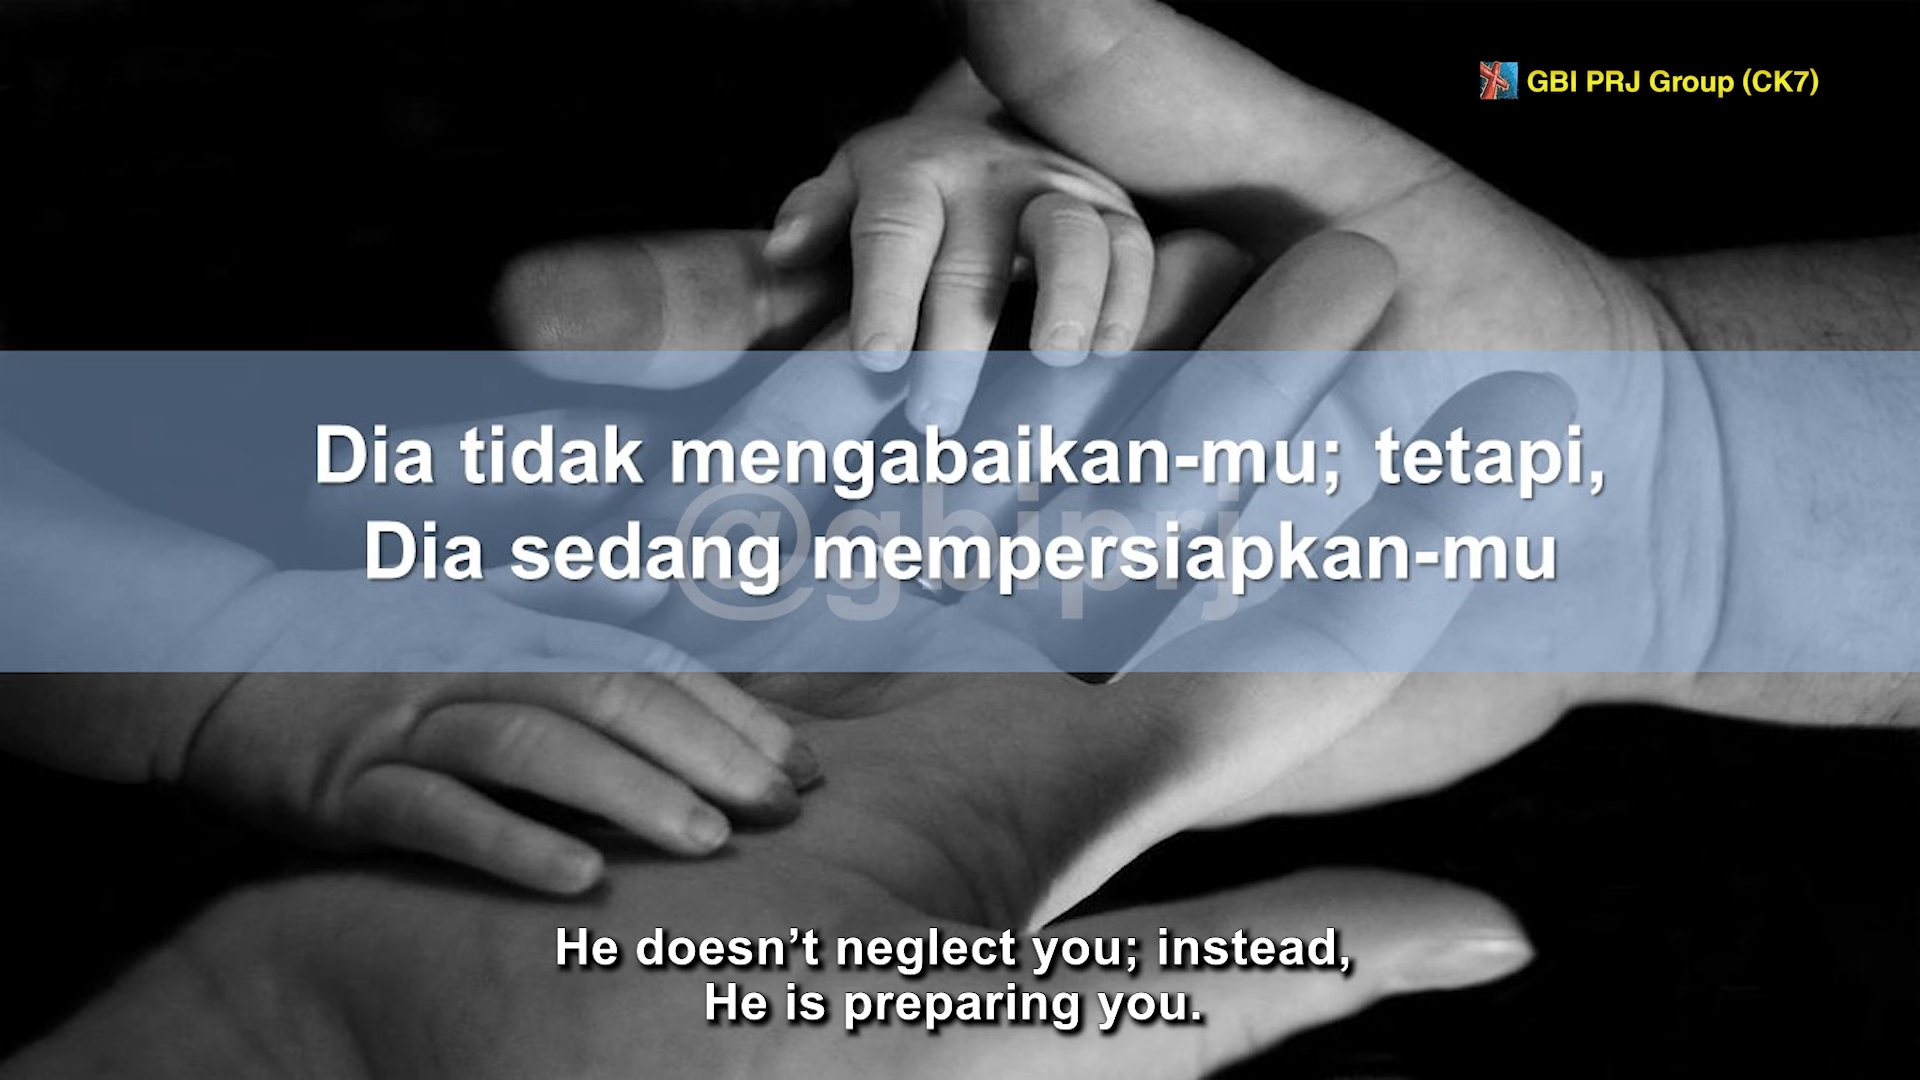 GBI PRJ Group (CK7)
Dia tidak mengabaikan-mu; tetapi,
@gbiprj
Dia sedang mempersiapkan-mu
He doesn’t neglect you; instead,
He is preparing you.